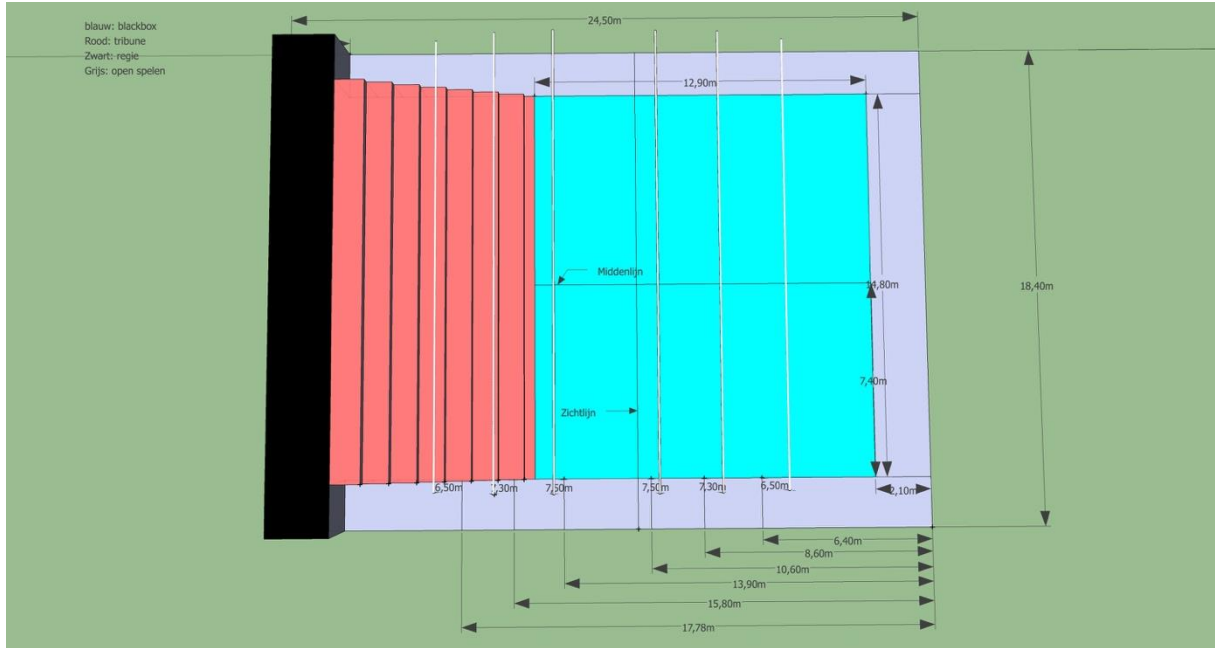 blauw: blackbox
Rood: tribune
Zwart: regie
Grijs: open spelen
24,50m
12,90m
Middenlijn
14,80m
18,40m
7,40m
Zichtlijn
6,50m
7,30m
7,50m
7,50m
7,30m
6,50m
2,10m
6,40m
8,60m
10,60m
13,90m
15,80m
17,78m